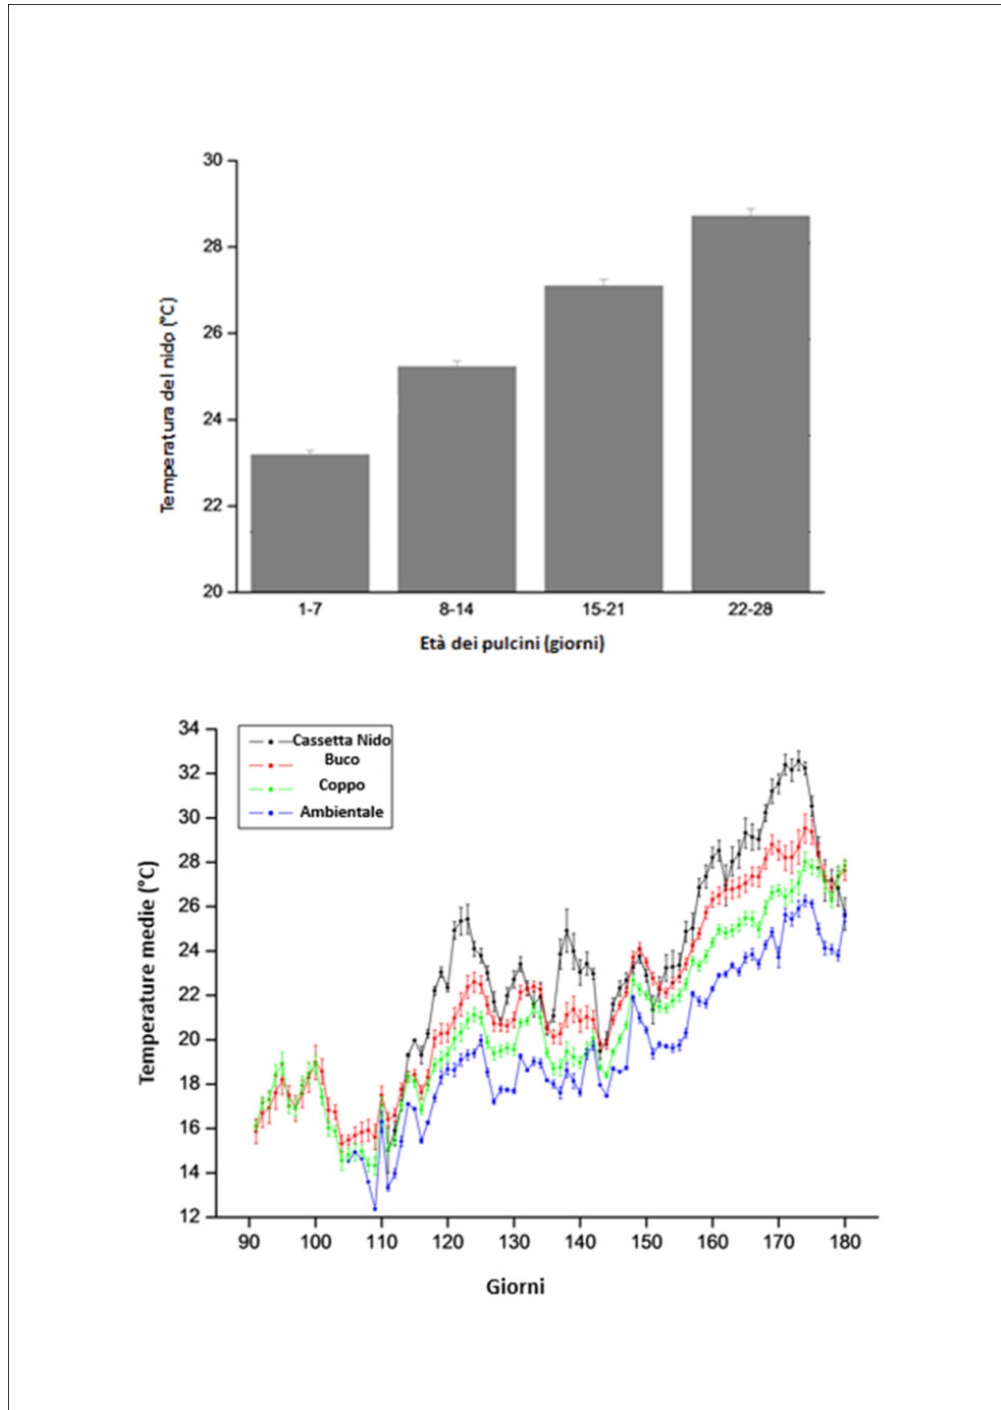 30
28
26
24
22
20
Temperatura del nido (°C)
1-7 8-14 15-21 22-28
Età dei pulcini (giorni)
34
32
30
28
26
24
22
20
18
16
14
12
Temperature medie (°C)
Cassetta Nido
Buco
Coppo
Ambientale
90 100 110 120 130 140 150 160 170 180
Giorni